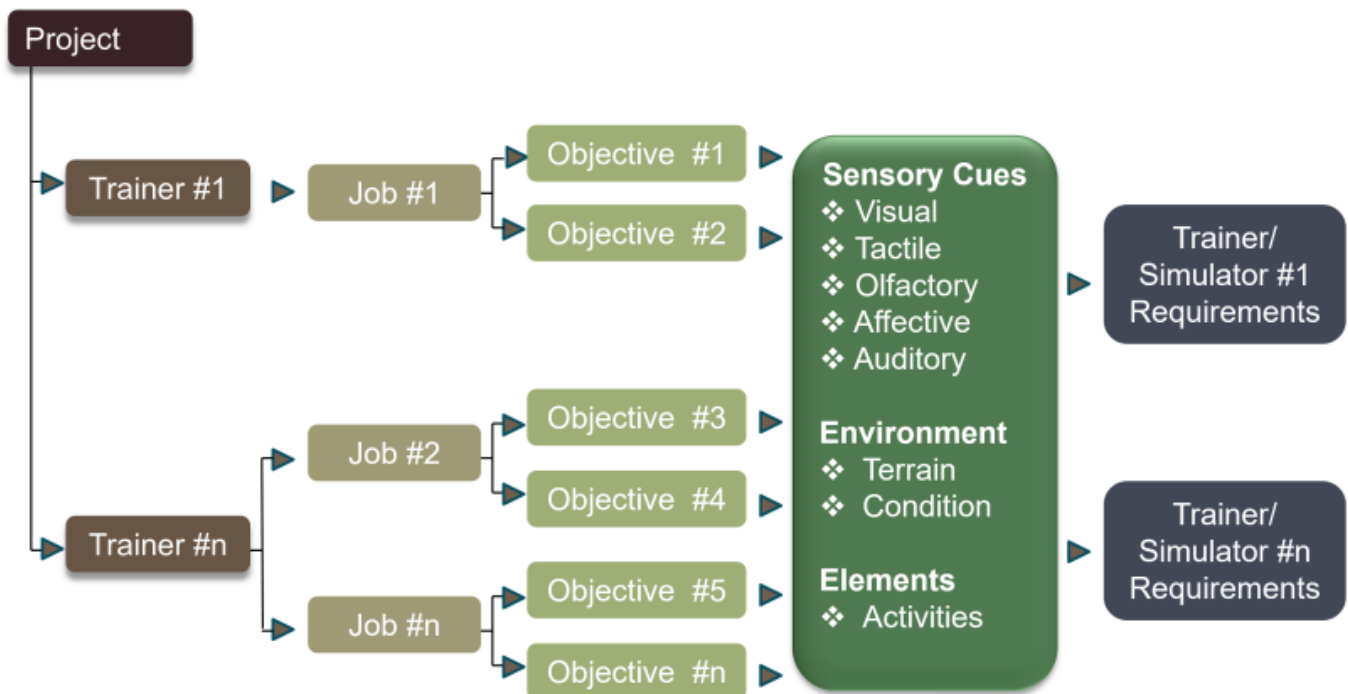 Project
Trainer #1
Job #1
Objective #1
Objective #2
Trainer #n
Job #2
Objective #3
Objective #4
Job #n
Objective #5
Objective #n
Sensory Cues
❖ Visual
❖ Tactile
❖ Olfactory
❖ Affective
❖ Auditory
Environment
❖ Terrain
❖ Condition
Elements
❖ Activities
Trainer/
Simulator #1
Requirements
Trainer/
Simulator #n
Requirements